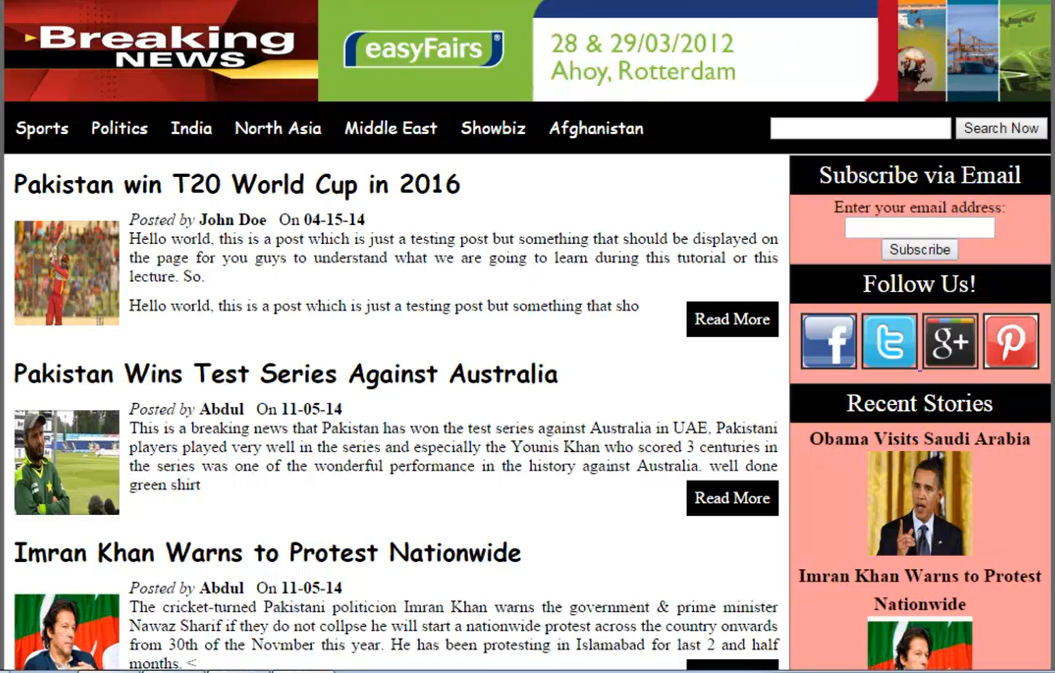 Breaking
NEWS
easyFairs®
28 & 29/03/2012
Ahoy, Rotterdam
Sports Politics India North Asia Middle East Showbiz Afghanistan
Search Now
Pakistan win T20 World Cup in 2016
Posted by John Doe On 04-15-14
Hello world, this is a post which is just a testing post but something that should be displayed on
the page for you guys to understand what we are going to learn during this tutorial or this
lecture. So.
Hello world, this is a post which is just a testing post but something that sho
Read More
Pakistan Wins Test Series Against Australia
Posted by Abdul On 11-05-14
This is a breaking news that Pakistan has won the test series against Australia in UAE, Pakistani
players played very well in the series and especially the Younis Khan who scored 3 centuries in
the series was one of the wonderful performance in the history against Australia. well done
green shirt
Read More
Imran Khan Warns to Protest Nationwide
Posted by Abdul On 11-05-14
The cricket-turned Pakistani politicion Imran Khan warns the government & prime minister
Nawaz Sharif if they do not collpse he will start a nationwide protest across the country onwards
from 30th of the Novmber this year. He has been protesting in Islamabad for last 2 and half
months. <
Subscribe via Email
Enter your email address:
Subscribe
Follow Us!
f
t
g+
p
Recent Stories
Obama Visits Saudi Arabia
Imran Khan Warns to Protest
Nationwide